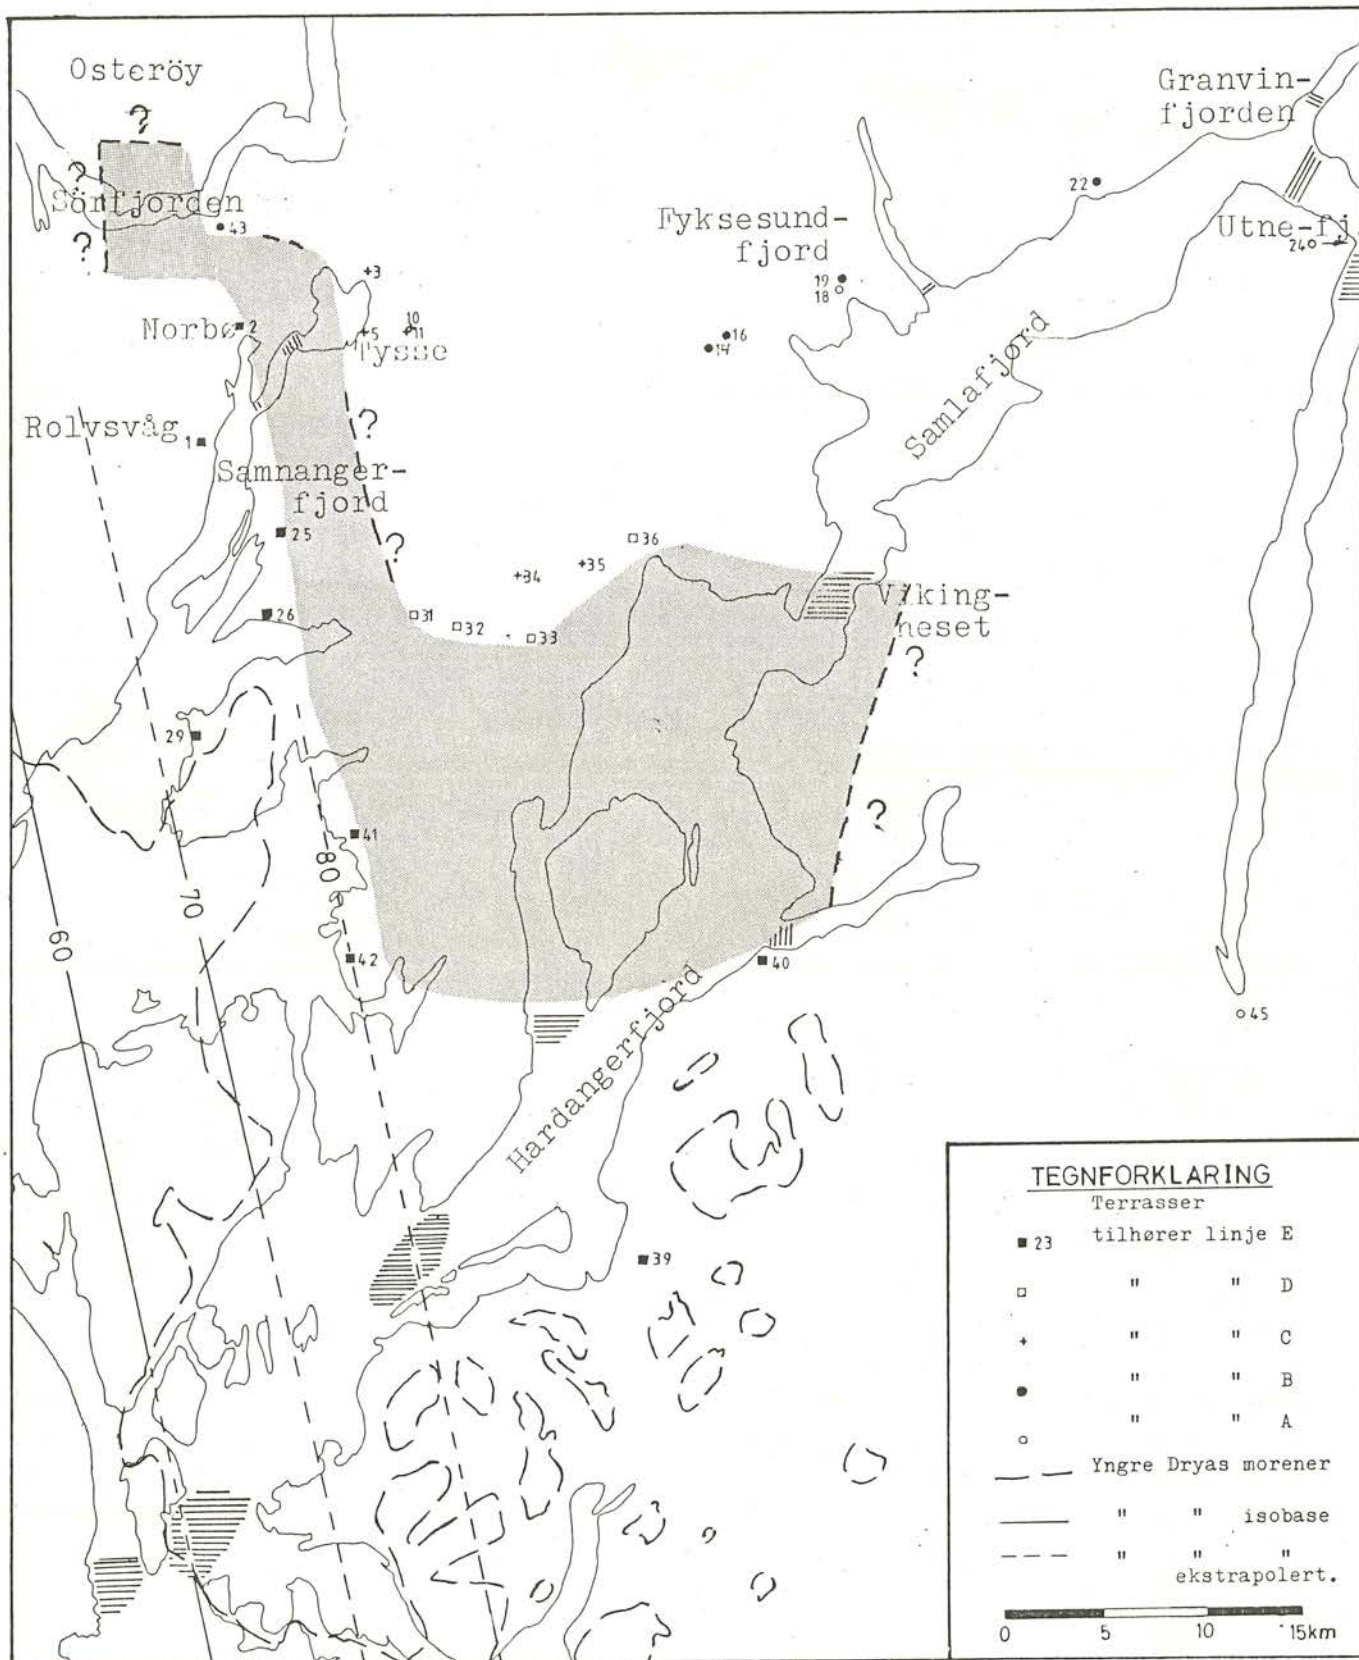 Osteröy
?
Granvin-
fjorden
?
Sörfjorden
22
43
Fyksesund-
fjord
Utne-fj
24
?
3
19
18
10
Norbø 2
5
11
16
14
Tysse
Samlafjord
?
Rolvsvåg 1
Samnanger-
fjord
25
36
?
35
34
Viking-
neset
26
31
32
33
?
29
?
41
80
70
60
42
40
45
Hardangerfjord
39
TEGNFORKLARING
Terrasser
23 tilhører linje E
" " D
" " C
" " B
" " A
Yngre Dryas morener
" " isobase
" " "
ekstrapolert.
0 5 10 15km